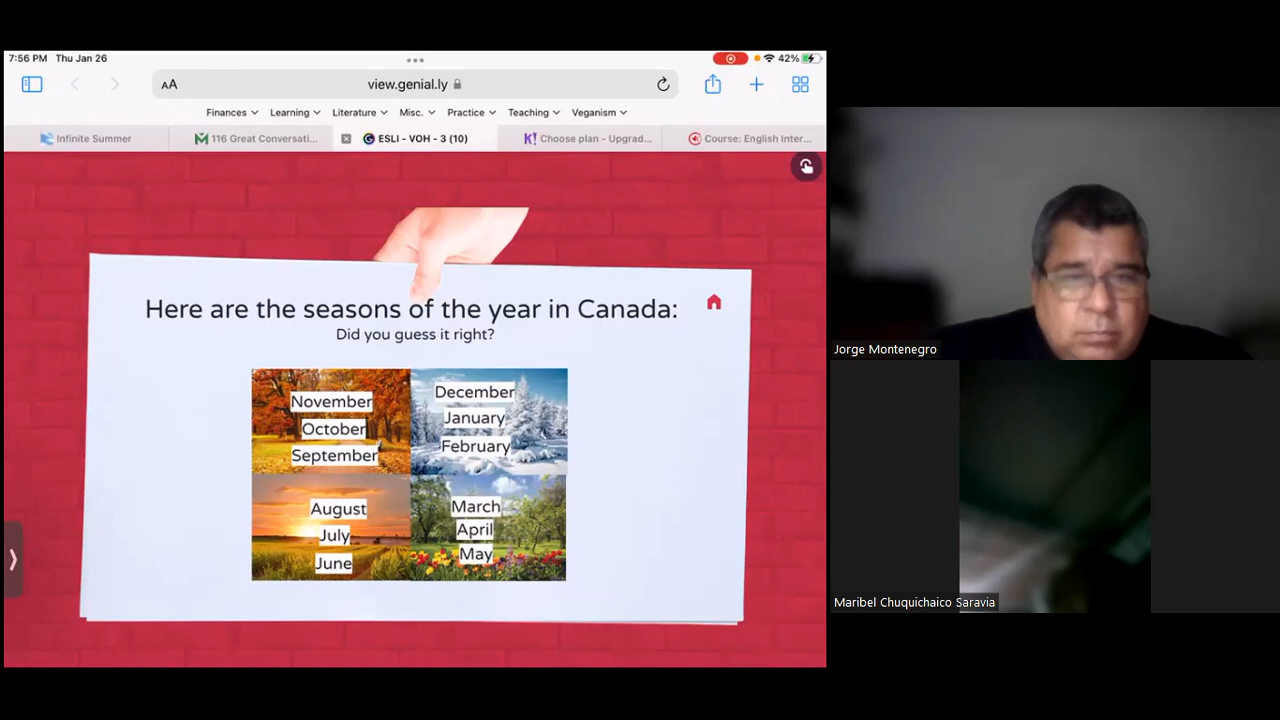 7:56 PM Thu Jan 26
42%
AA view.genial.ly
Finances Learning Literature Misc. Practice Teaching Veganism
Infinite Summer 116 Great Conversati... ESLI - VOH - 3 (10) Choose plan - Upgrad... Course: English Inter...
Here are the seasons of the year in Canada:
Did you guess it right?
November
October
September
December
January
February
August
July
June
March
April
May
Jorge Montenegro
Maribel Chuquichaico Saravia